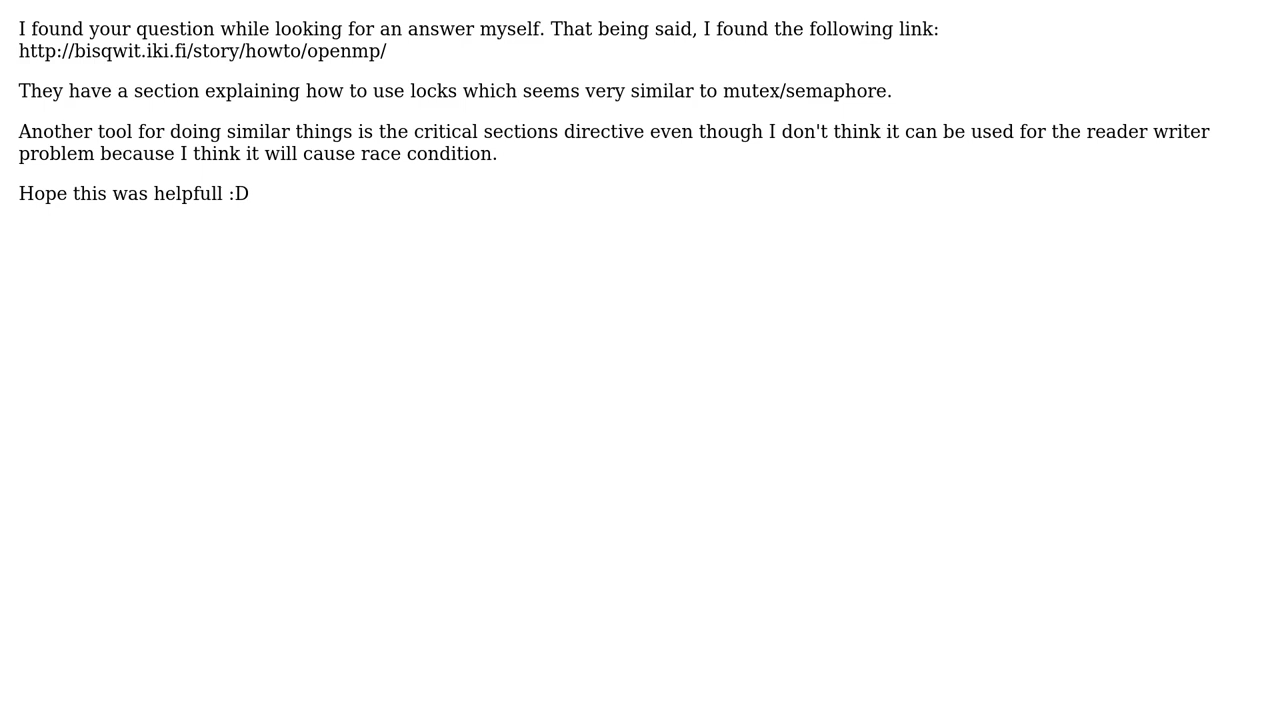 I found your question while looking for an answer myself. That being said, I found the following link:
http://bisqwit.iki.fi/story/howto/openmp/
They have a section explaining how to use locks which seems very similar to mutex/semaphore.
Another tool for doing similar things is the critical sections directive even though I don't think it can be used for the reader writer
problem because I think it will cause race condition.
Hope this was helpfull :D